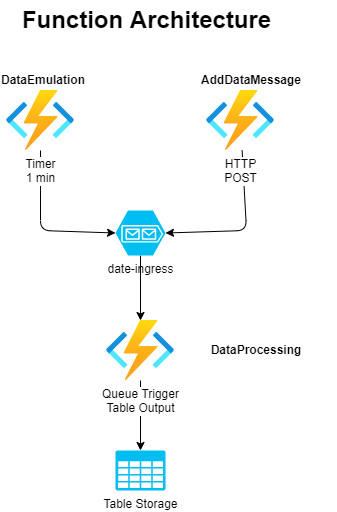 Function Architecture
DataEmulation
AddDataMessage
Timer
1 min
HTTP
POST
date-ingress
DataProcessing
Queue Trigger
Table Output
Table Storage